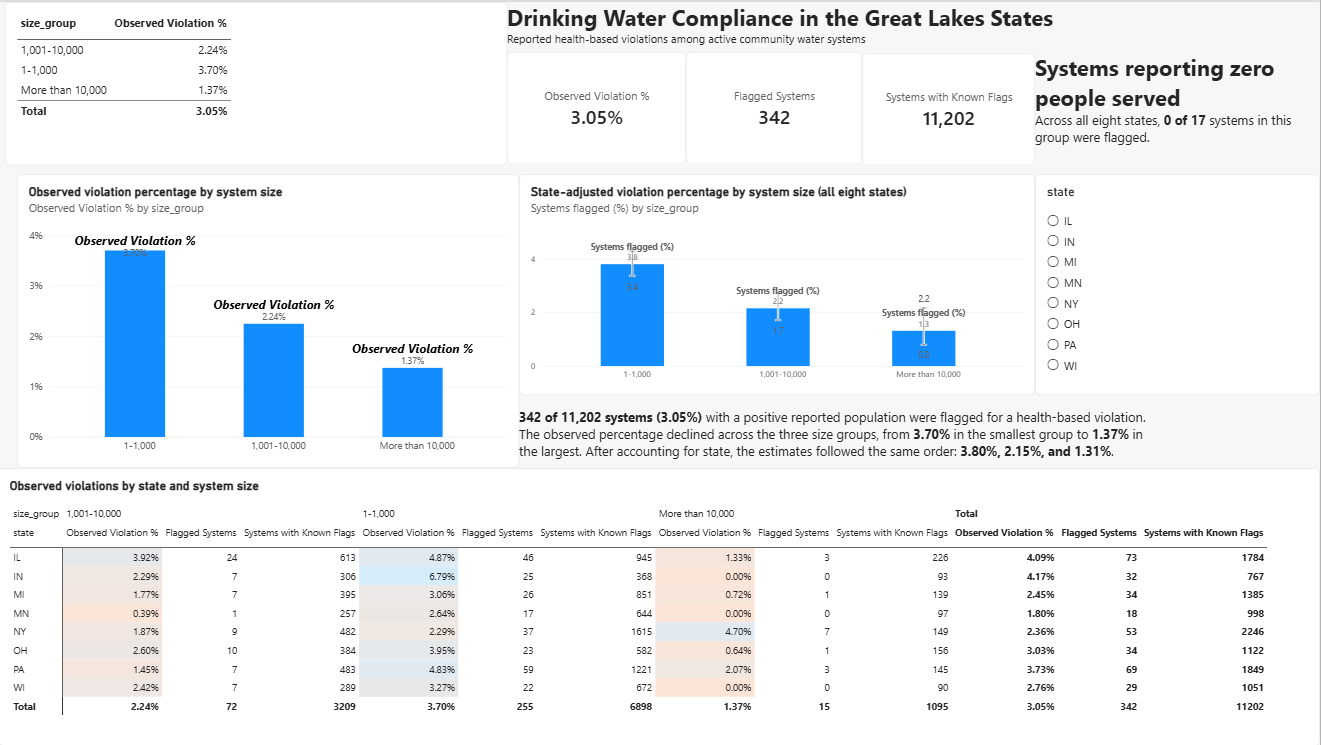 size_group Observed Violation %
1,001-10,000 2.24%
1-1,000 3.70%
More than 10,000 1.37%
Total 3.05%
Drinking Water Compliance in the Great Lakes States
Reported health-based violations among active community water systems
Observed Violation %
3.05%
Flagged Systems
342
Systems with Known Flags
11,202
Systems reporting zero
people served
Across all eight states, 0 of 17 systems in this
group were flagged.
Observed violation percentage by system size
Observed Violation % by size_group
4%
3%
2%
1%
0%
Observed Violation %
3.70%
Observed Violation %
2.24%
Observed Violation %
1.37%
1-1,000 1,001-10,000 More than 10,000
State-adjusted violation percentage by system size (all eight states)
Systems flagged (%) by size_group
4
2
0
Systems flagged (%)
3.8
3.4
Systems flagged (%)
2.2
1.7
2.2
Systems flagged (%)
1.3
0.8
1-1,000 1,001-10,000 More than 10,000
state
IL
IN
MI
MN
NY
OH
PA
WI
342 of 11,202 systems (3.05%) with a positive reported population were flagged for a health-based violation.
The observed percentage declined across the three size groups, from 3.70% in the smallest group to 1.37% in
the largest. After accounting for state, the estimates followed the same order: 3.80%, 2.15%, and 1.31%.
Observed violations by state and system size
size_group 1,001-10,000 1-1,000 More than 10,000 Total
state Observed Violation % Flagged Systems Systems with Known Flags Observed Violation % Flagged Systems Systems with Known Flags Observed Violation % Flagged Systems Systems with Known Flags Observed Violation % Flagged Systems Systems with Known Flags
IL 3.92% 24 613 4.87% 46 945 1.33% 3 226 4.09% 73 1784
IN 2.29% 7 306 6.79% 25 368 0.00% 0 93 4.17% 32 767
MI 1.77% 7 395 3.06% 26 851 0.72% 1 139 2.45% 34 1385
MN 0.39% 1 257 2.64% 17 644 0.00% 0 97 1.80% 18 998
NY 1.87% 9 482 2.29% 37 1615 4.70% 7 149 2.36% 53 2246
OH 2.60% 10 384 3.95% 23 582 0.64% 1 156 3.03% 34 1122
PA 1.45% 7 483 4.83% 59 1221 2.07% 3 145 3.73% 69 1849
WI 2.42% 7 289 3.27% 22 672 0.00% 0 90 2.76% 29 1051
Total 2.24% 72 3209 3.70% 255 6898 1.37% 15 1095 3.05% 342 11202